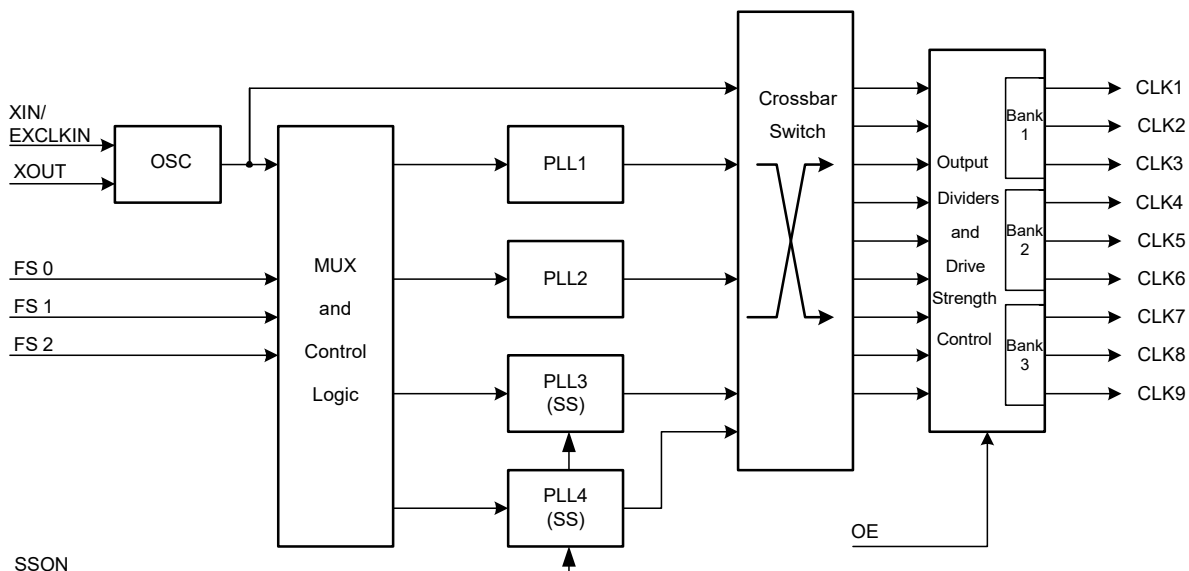 XIN/
EXCLKIN
XOUT
OSC
FS 0
FS 1
FS 2
SSON
MUX
and
Control
Logic
PLL1
PLL2
PLL3
(SS)
PLL4
(SS)
Crossbar
Switch
Output
Dividers
and
Drive
Strength
Control
Bank
1
Bank
2
Bank
3
CLK1
CLK2
CLK3
CLK4
CLK5
CLK6
CLK7
CLK8
CLK9
OE